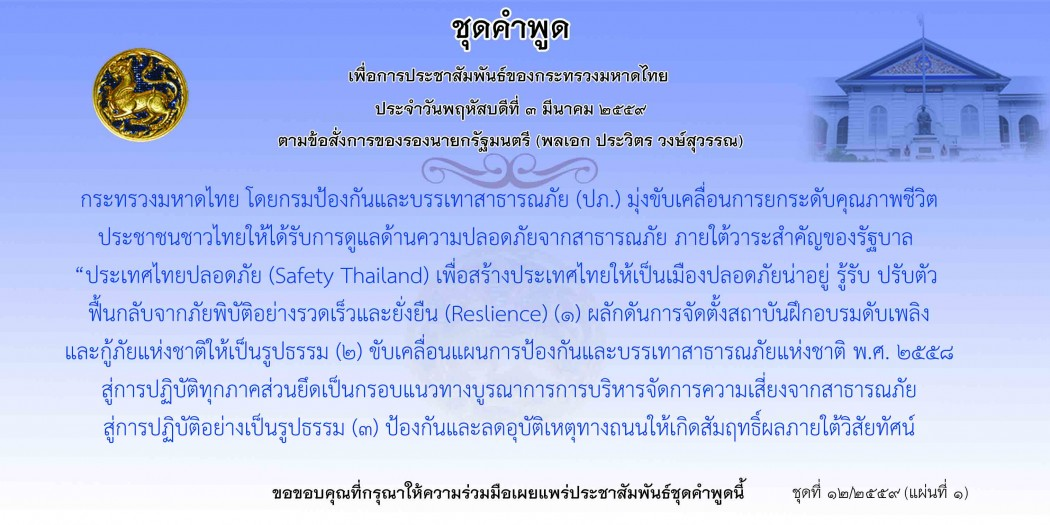 ชุดคำพูด
เพื่อการประชาสัมพันธ์ของกระทรวงมหาดไทย
ประจำวันพฤหัสบดีที่ ๓ มีนาคม ๒๕๕๙
ตามข้อสั่งการของรองนายกรัฐมนตรี (พลเอก ประวิตร วงษ์สุวรรณ)
กระทรวงมหาดไทย โดยกรมป้องกันและบรรเทาสาธารณภัย (ปภ.) มุ่งขับเคลื่อนการยกระดับคุณภาพชีวิต
ประชาชนชาวไทยให้ได้รับการดูแลด้านความปลอดภัยจากสาธารณภัย ภายใต้วาระสำคัญของรัฐบาล
“ประเทศไทยปลอดภัย (Safety Thailand) เพื่อสร้างประเทศไทยให้เป็นเมืองปลอดภัยน่าอยู่ รู้รับ ปรับตัว
ฟื้นกลับจากภัยพิบัติอย่างรวดเร็วและยั่งยืน (Reslience) (๑) ผลักดันการจัดตั้งสถาบันฝึกอบรมดับเพลิง
และกู้ภัยแห่งชาติให้เป็นรูปธรรม (๒) ขับเคลื่อนแผนการป้องกันและบรรเทาสาธารณภัยแห่งชาติ พ.ศ. ๒๕๕๘
สู่การปฏิบัติทุกภาคส่วนยึดเป็นกรอบแนวทางบูรณาการการบริหารจัดการความเสี่ยงจากสาธารณภัย
สู่การปฏิบัติอย่างเป็นรูปธรรม (๓) ป้องกันและลดอุบัติเหตุทางถนนให้เกิดสัมฤทธิ์ผลภายใต้วิสัยทัศน์
ขอขอบคุณที่กรุณาให้ความร่วมมือเผยแพร่ประชาสัมพันธ์ชุดคำพูดนี้ ชุดที่ ๑๒/๒๕๕๙ (แผ่นที่ ๑)